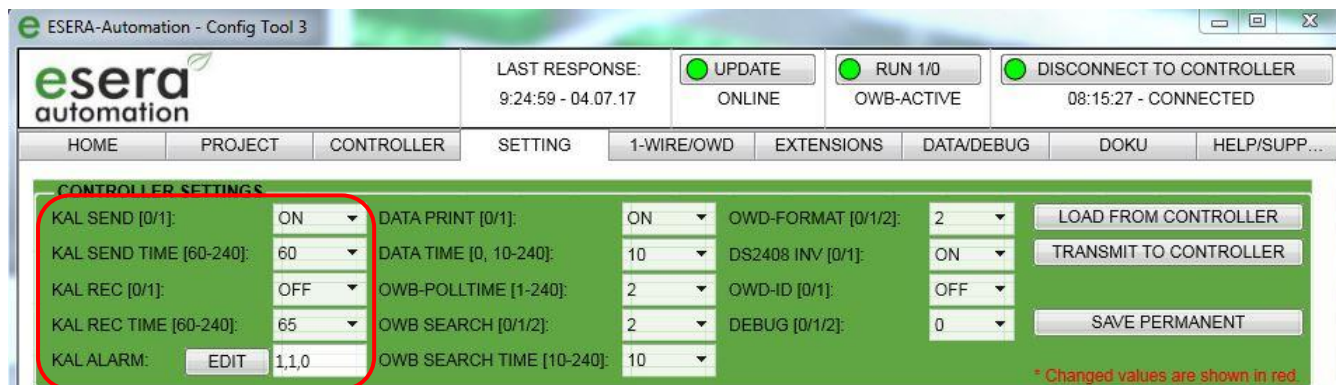 ESERA-Automation - Config Tool 3
esera
automation
LAST RESPONSE:
9:24:59 - 04.07.17
UPDATE
ONLINE
RUN 1/0
OWB-ACTIVE
DISCONNECT TO CONTROLLER
08:15:27 - CONNECTED
HOME PROJECT CONTROLLER SETTING 1-WIRE/OWD EXTENSIONS DATA/DEBUG DOKU HELP/SUPP...
CONTROLLER SETTINGS
KAL SEND [0/1]: ON DATA PRINT [0/1]: ON OWD-FORMAT [0/1/2]: 2 LOAD FROM CONTROLLER
KAL SEND TIME [60-240]: 60 DATA TIME [0, 10-240]: 10 DS2408 INV [0/1]: ON TRANSMIT TO CONTROLLER
KAL REC [0/1]: OFF OWB-POLLTIME [1-240]: 2 OWD-ID [0/1]: OFF
KAL REC TIME [60-240]: 65 OWB SEARCH [0/1/2]: 2 DEBUG [0/1/2]: 0 SAVE PERMANENT
KAL ALARM: EDIT 1,1,0 OWB SEARCH TIME [10-240]: 10
* Changed values are shown in red.